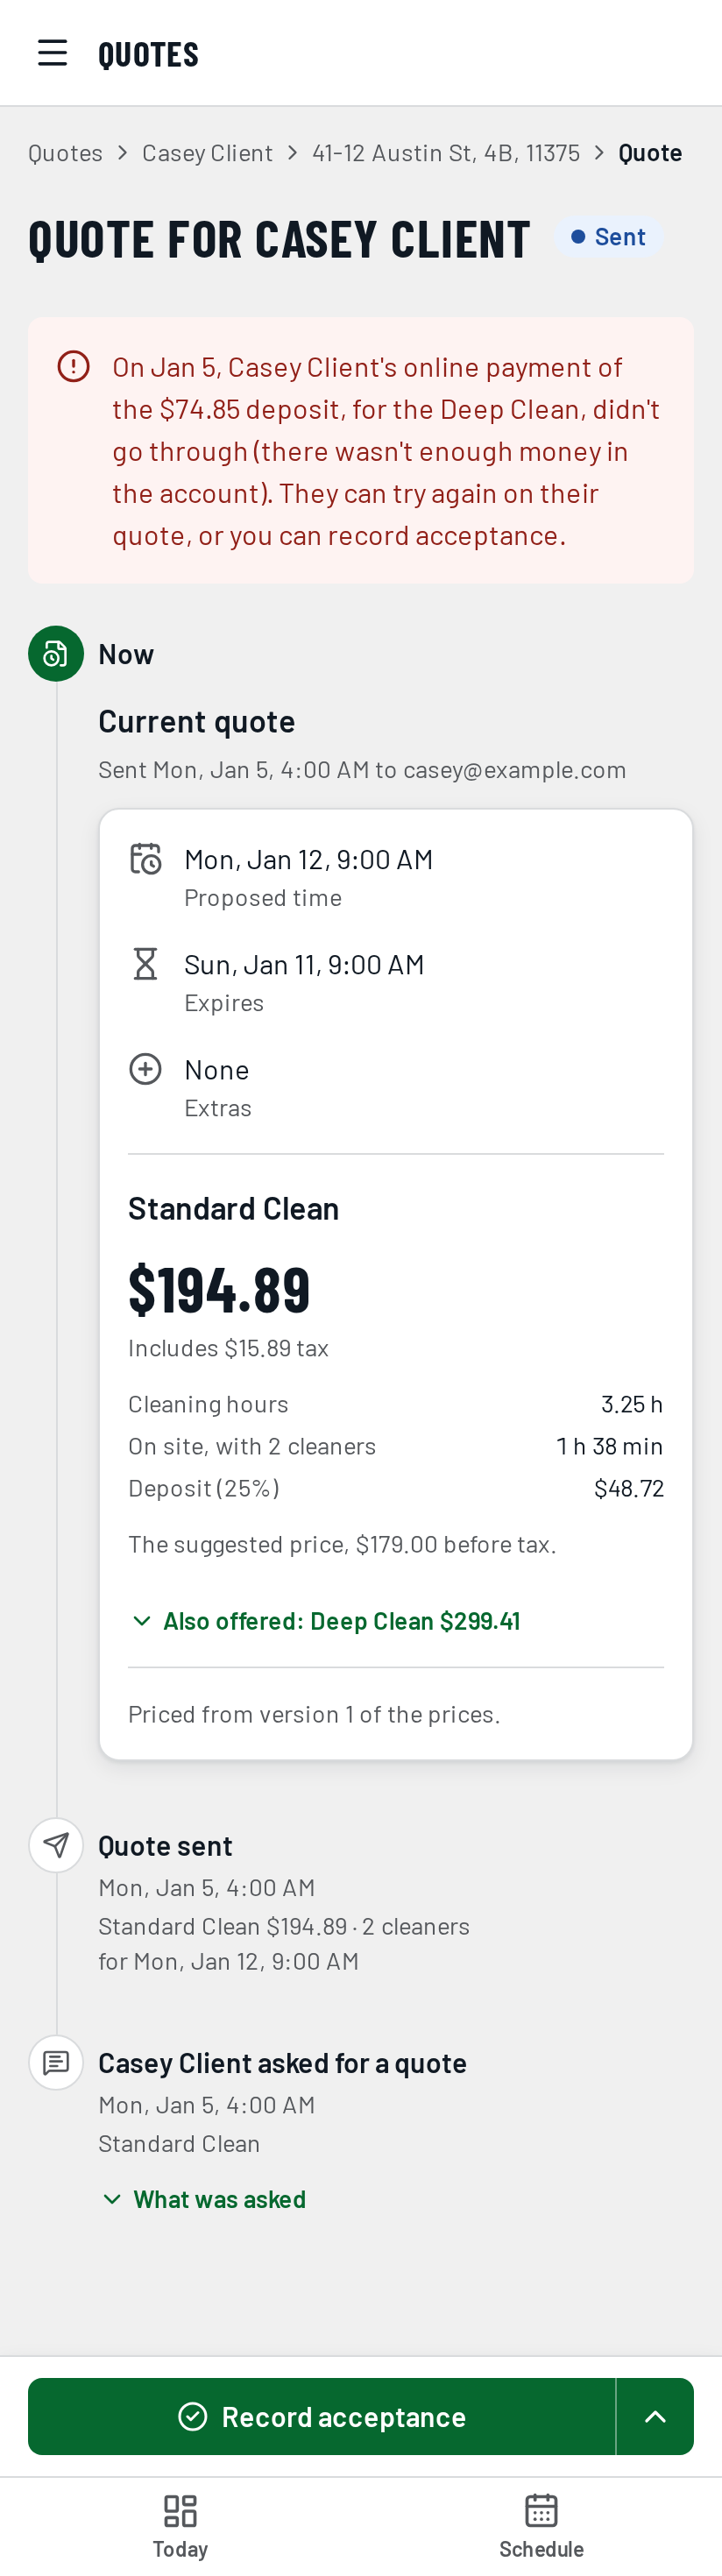 QUOTES
Quotes > Casey Client > 41-12 Austin St, 4B, 11375 > Quote
QUOTE FOR CASEY CLIENT
Sent
On Jan 5, Casey Client's online payment of
the $74.85 deposit, for the Deep Clean, didn't
go through (there wasn't enough money in
the account). They can try again on their
quote, or you can record acceptance.
Now
Current quote
Sent Mon, Jan 5, 4:00 AM to casey@example.com
Mon, Jan 12, 9:00 AM
Proposed time
Sun, Jan 11, 9:00 AM
Expires
None
Extras
Standard Clean
$194.89
Includes $15.89 tax
Cleaning hours 3.25 h
On site, with 2 cleaners 1 h 38 min
Deposit (25%) $48.72
The suggested price, $179.00 before tax.
Also offered: Deep Clean $299.41
Priced from version 1 of the prices.
Quote sent
Mon, Jan 5, 4:00 AM
Standard Clean $194.89 · 2 cleaners
for Mon, Jan 12, 9:00 AM
Casey Client asked for a quote
Mon, Jan 5, 4:00 AM
Standard Clean
What was asked
Record acceptance
Today Schedule